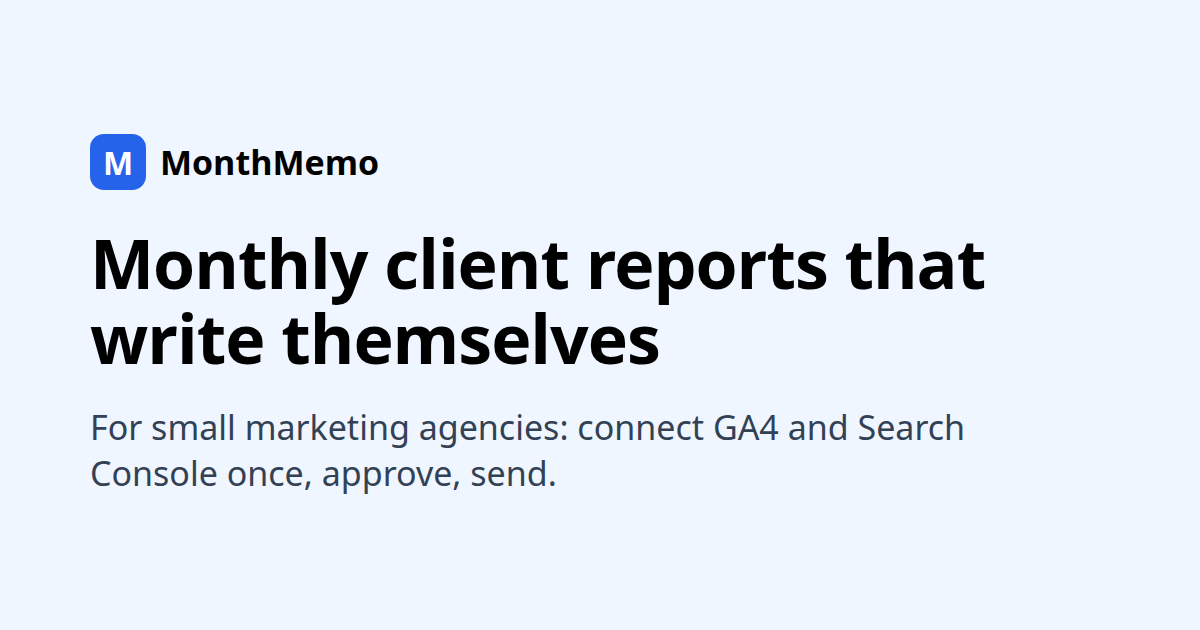 M MonthMemo
Monthly client reports that
write themselves
For small marketing agencies: connect GA4 and Search
Console once, approve, send.